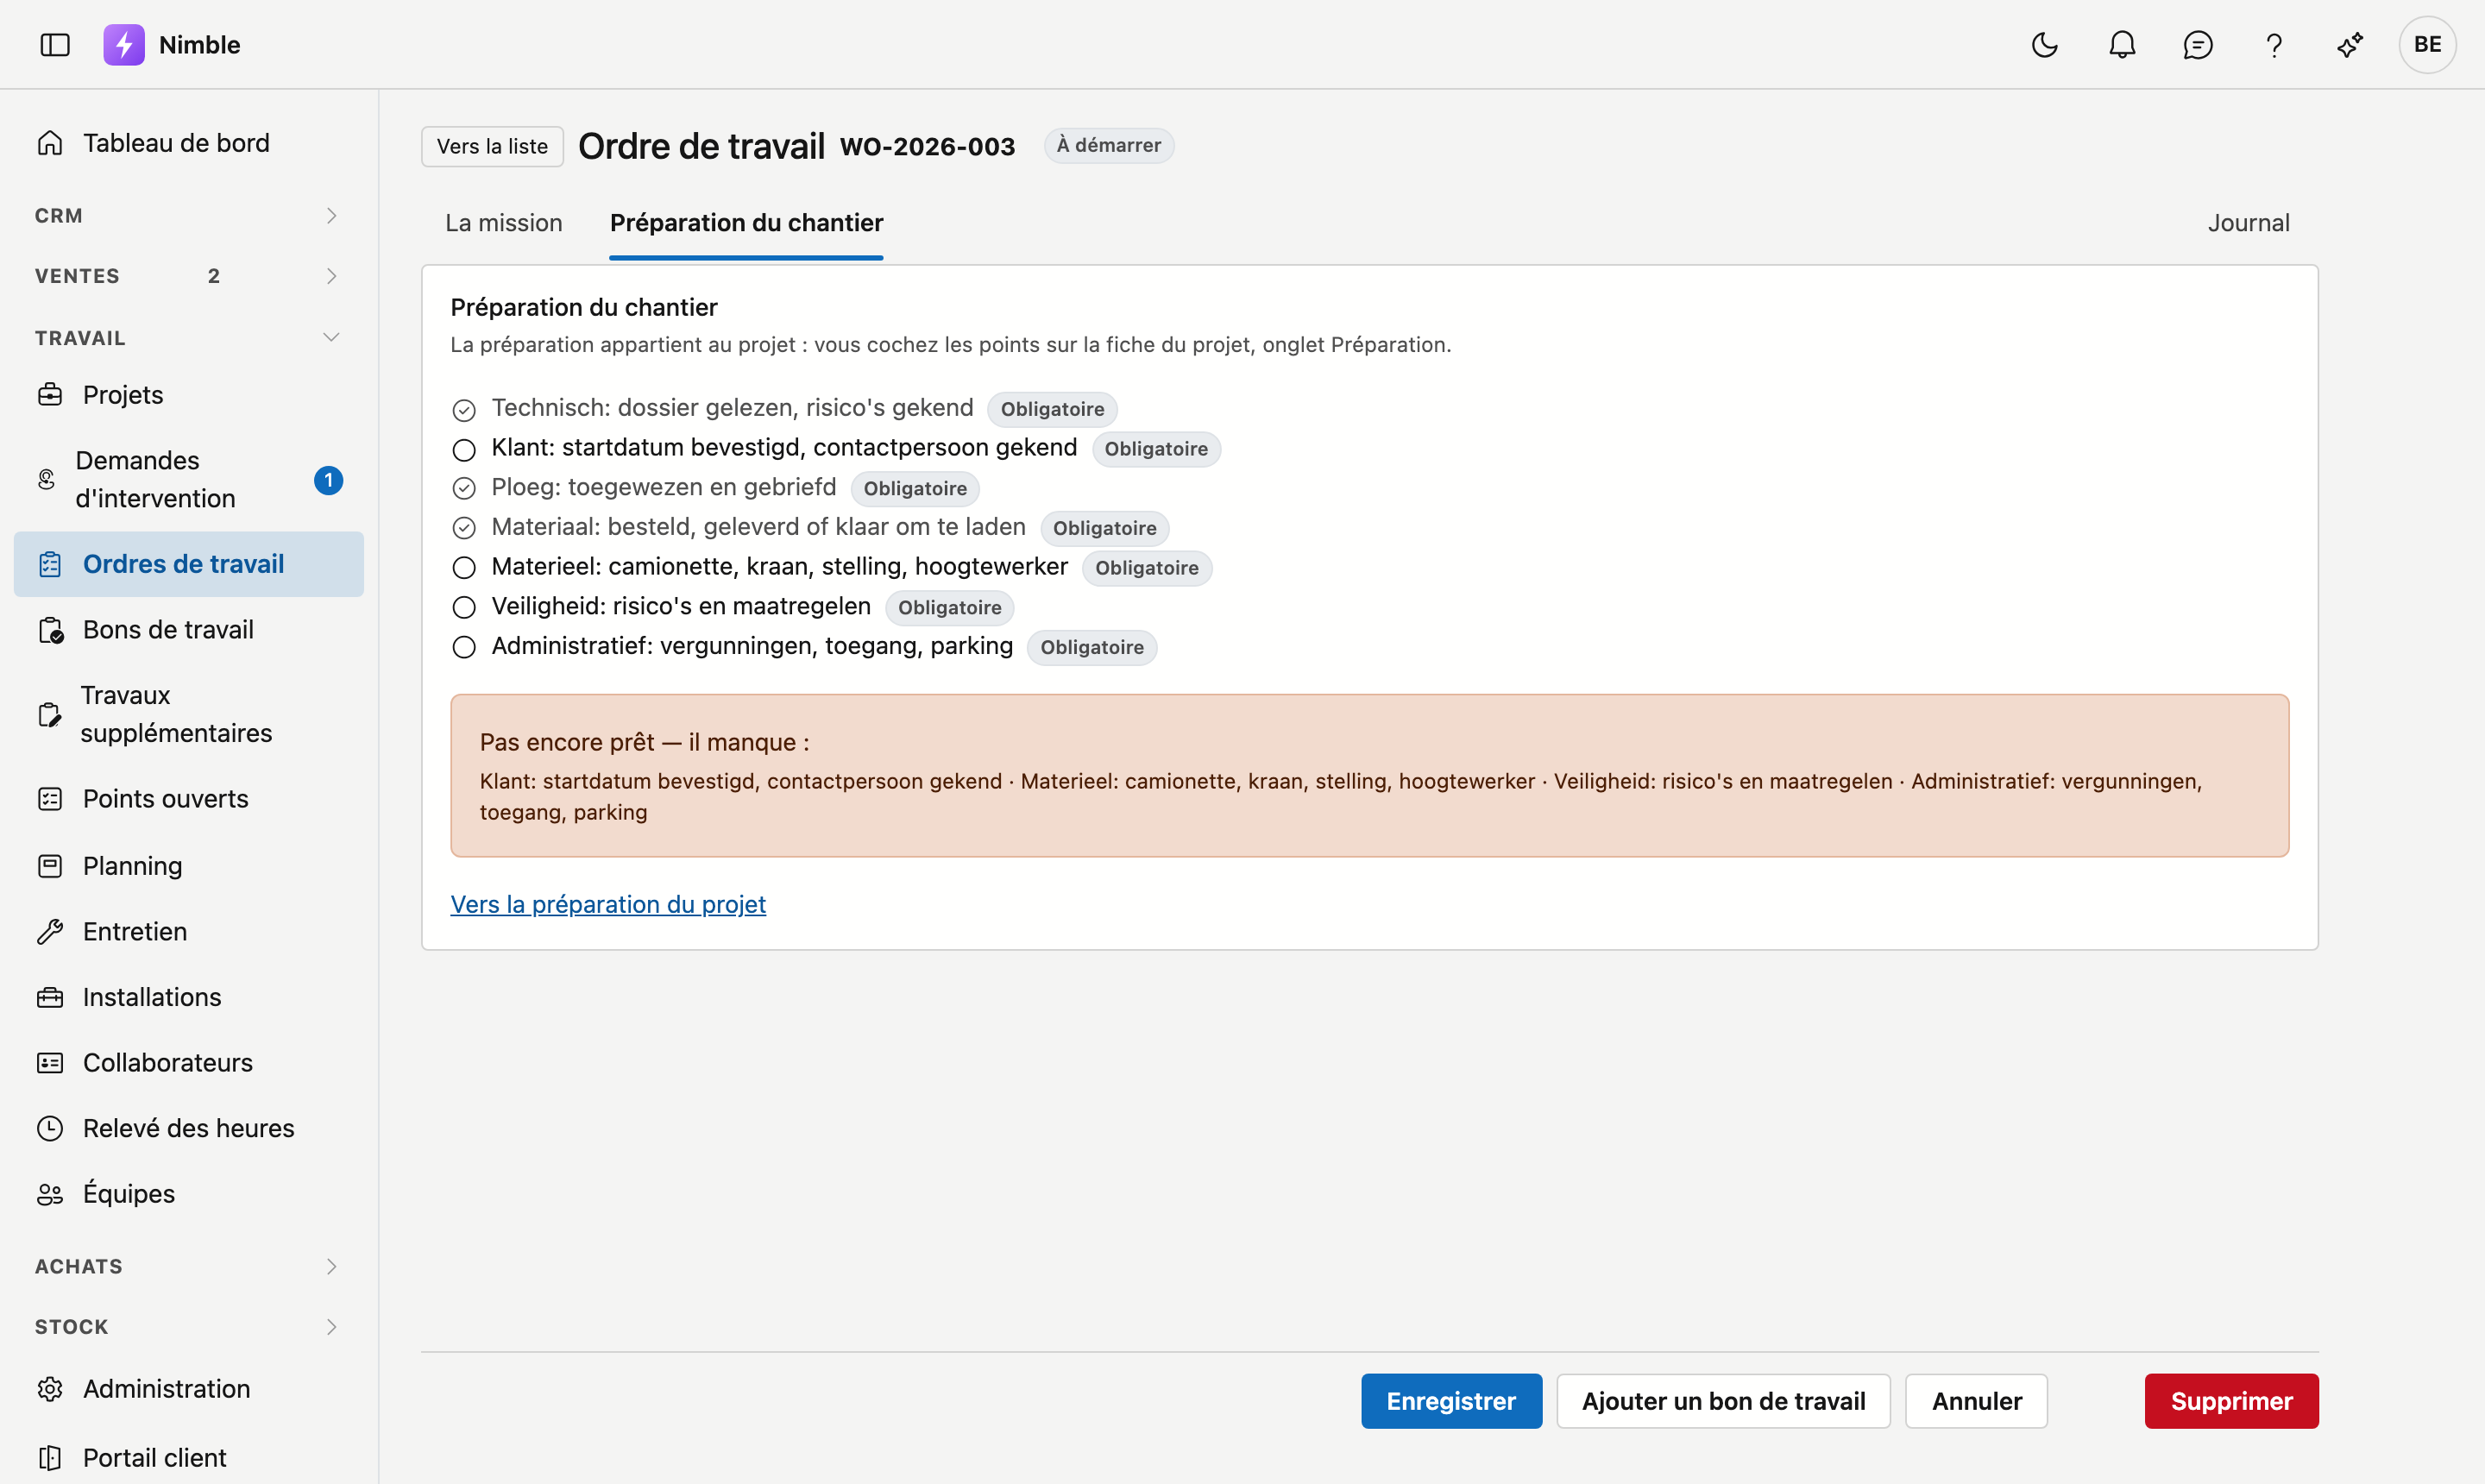 Nimble
BE
Tableau de bord
CRM
VENTES 2
TRAVAIL
Projets
Demandes
d'intervention
1
Ordres de travail
Bons de travail
Travaux
supplémentaires
Points ouverts
Planning
Entretien
Installations
Collaborateurs
Relevé des heures
Équipes
ACHATS
STOCK
Administration
Portail client
Vers la liste Ordre de travail WO-2026-003 À démarrer
La mission Préparation du chantier Journal
Préparation du chantier
La préparation appartient au projet : vous cochez les points sur la fiche du projet, onglet Préparation.
Technisch: dossier gelezen, risico's gekend Obligatoire
Klant: startdatum bevestigd, contactpersoon gekend Obligatoire
Ploeg: toegewezen en gebriefd Obligatoire
Materiaal: besteld, geleverd of klaar om te laden Obligatoire
Materieel: camionette, kraan, stelling, hoogtewerker Obligatoire
Veiligheid: risico's en maatregelen Obligatoire
Administratief: vergunningen, toegang, parking Obligatoire
Pas encore prêt — il manque :
Klant: startdatum bevestigd, contactpersoon gekend · Materieel: camionette, kraan, stelling, hoogtewerker · Veiligheid: risico's en maatregelen · Administratief: vergunningen,
toegang, parking
Vers la préparation du projet
Enregistrer Ajouter un bon de travail Annuler Supprimer